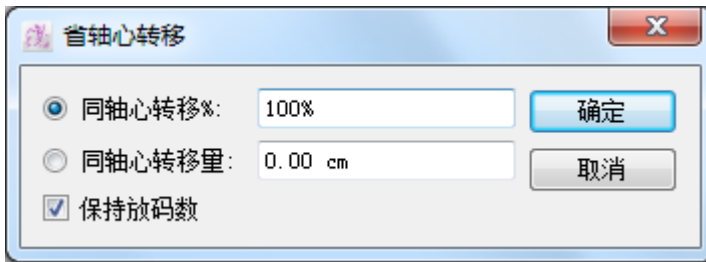 省轴心转移
同轴心转移%: 100% 确定
同轴心转移量: 0.00 cm 取消
保持放码数